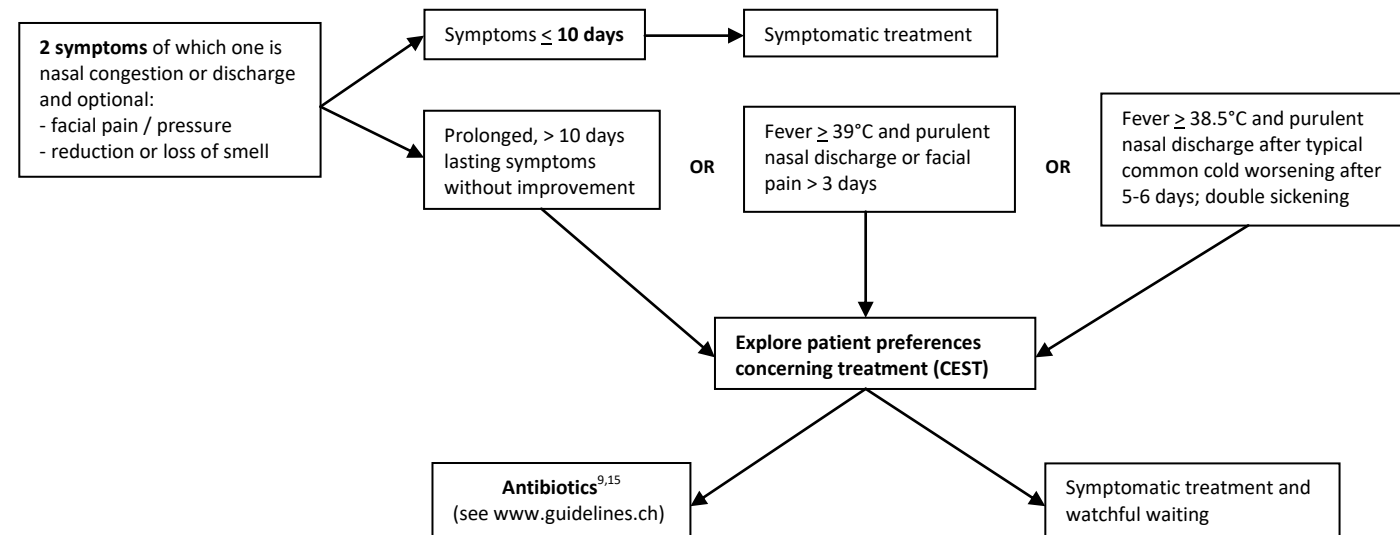 2 symptoms of which one is
nasal congestion or discharge
and optional:
- facial pain / pressure
- reduction or loss of smell
Symptoms ≤ 10 days
Symptomatic treatment
Prolonged, > 10 days
lasting symptoms
without improvement
OR
Fever ≥ 39°C and purulent
nasal discharge or facial
pain > 3 days
OR
Fever ≥ 38.5°C and purulent
nasal discharge after typical
common cold worsening after
5-6 days; double sickening
Explore patient preferences
concerning treatment (CEST)
Antibiotics9,15
(see www.guidelines.ch)
Symptomatic treatment and
watchful waiting